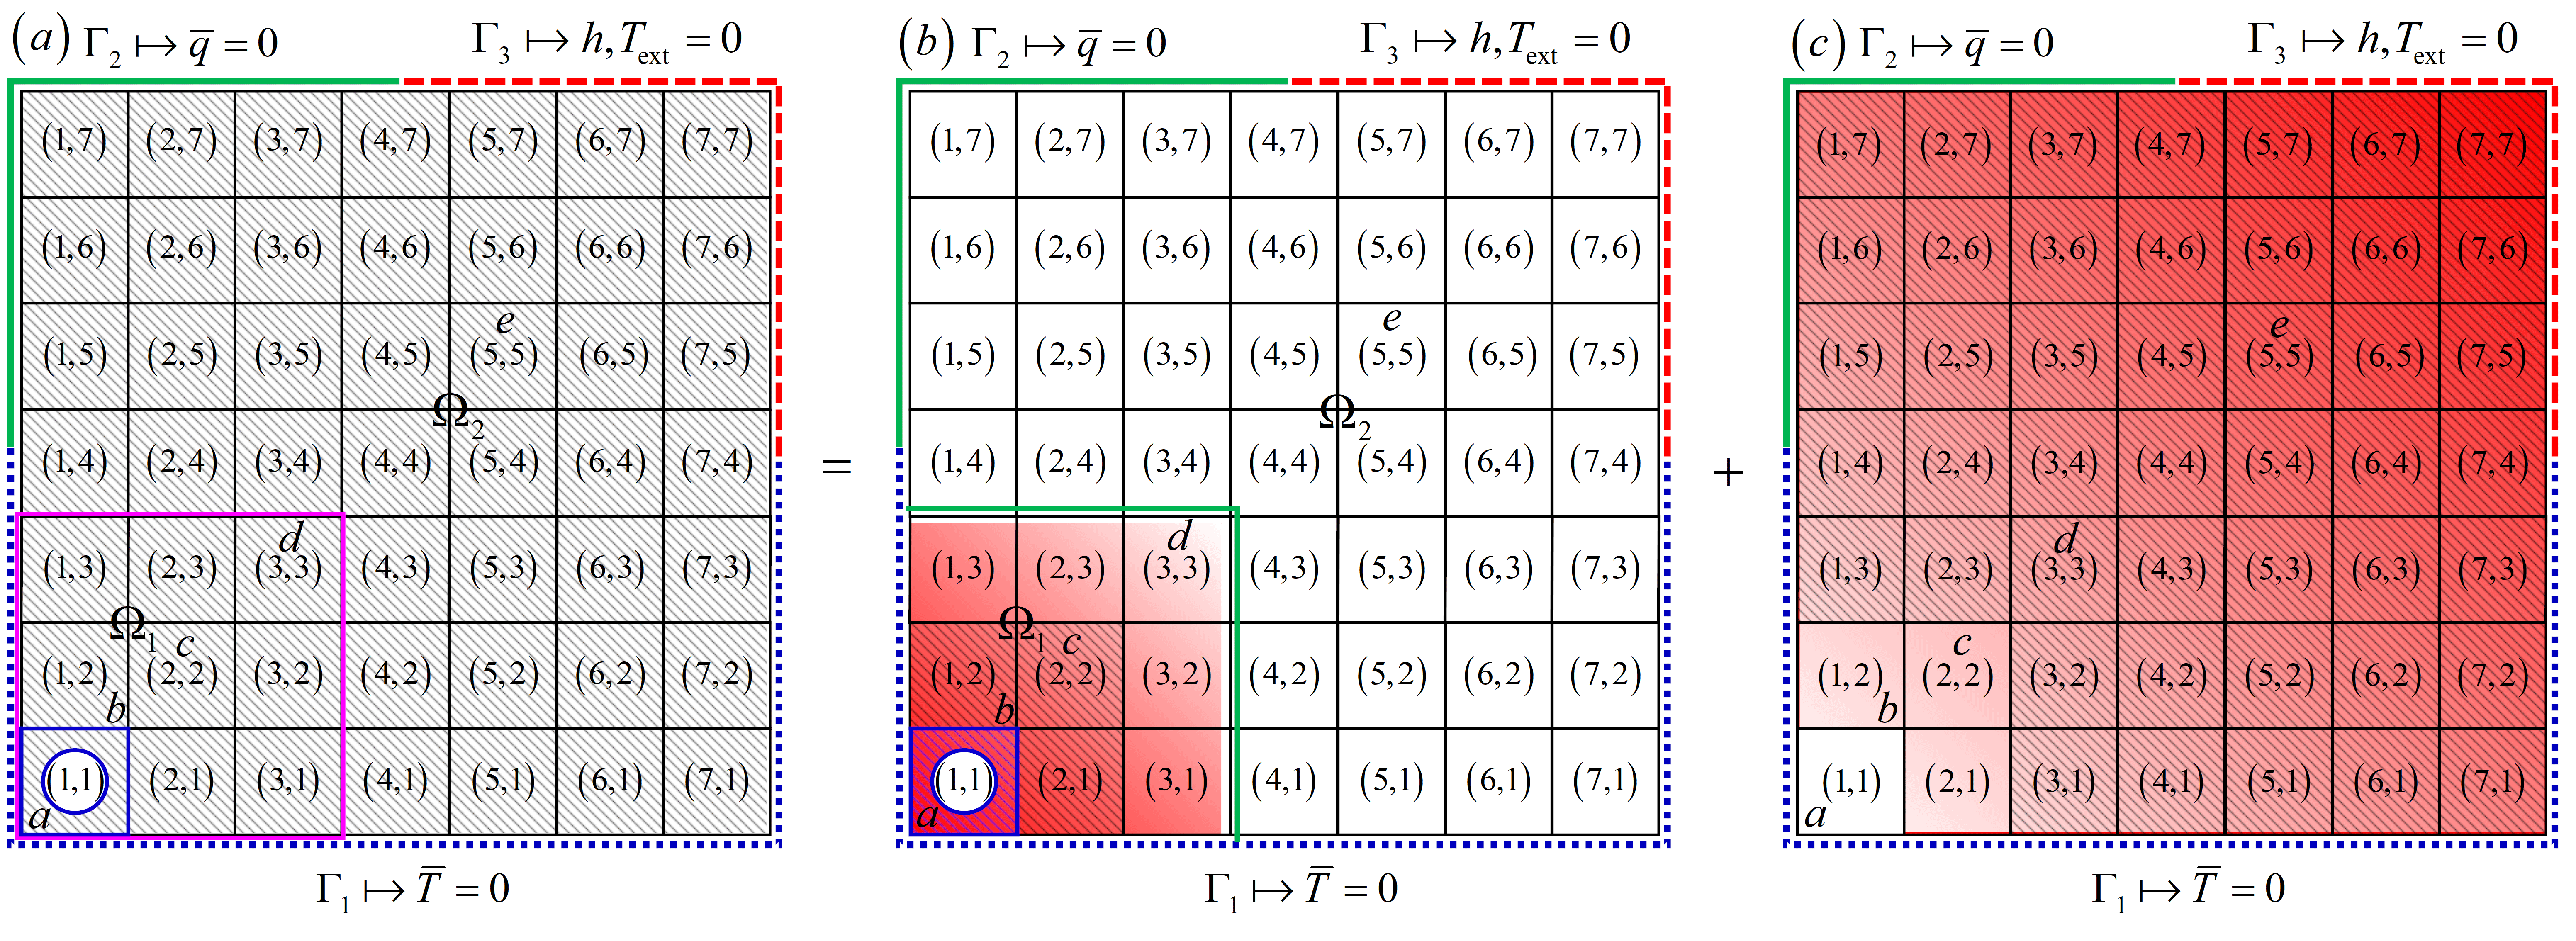 (a) Γ₂ ↦ q̅ = 0 Γ₃ ↦ h, T_ext = 0
(1,7) (2,7) (3,7) (4,7) (5,7) (6,7) (7,7)
(1,6) (2,6) (3,6) (4,6) (5,6) (6,6) (7,6)
e
(1,5) (2,5) (3,5) (4,5) (5,5) (6,5) (7,5)
Ω₂
(1,4) (2,4) (3,4) (4,4) (5,4) (6,4) (7,4)
d
(1,3) (2,3) (3,3) (4,3) (5,3) (6,3) (7,3)
Ω₁ c
(1,2) (2,2) (3,2) (4,2) (5,2) (6,2) (7,2)
b
(1,1) (2,1) (3,1) (4,1) (5,1) (6,1) (7,1)
a
Γ₁ ↦ T̅ = 0
=
(b) Γ₂ ↦ q̅ = 0 Γ₃ ↦ h, T_ext = 0
(1,7) (2,7) (3,7) (4,7) (5,7) (6,7) (7,7)
(1,6) (2,6) (3,6) (4,6) (5,6) (6,6) (7,6)
e
(1,5) (2,5) (3,5) (4,5) (5,5) (6,5) (7,5)
Ω₂
(1,4) (2,4) (3,4) (4,4) (5,4) (6,4) (7,4)
d
(1,3) (2,3) (3,3) (4,3) (5,3) (6,3) (7,3)
Ω₁ c
(1,2) (2,2) (3,2) (4,2) (5,2) (6,2) (7,2)
b
(1,1) (2,1) (3,1) (4,1) (5,1) (6,1) (7,1)
a
Γ₁ ↦ T̅ = 0
+
(c) Γ₂ ↦ q̅ = 0 Γ₃ ↦ h, T_ext = 0
(1,7) (2,7) (3,7) (4,7) (5,7) (6,7) (7,7)
(1,6) (2,6) (3,6) (4,6) (5,6) (6,6) (7,6)
e
(1,5) (2,5) (3,5) (4,5) (5,5) (6,5) (7,5)
(1,4) (2,4) (3,4) (4,4) (5,4) (6,4) (7,4)
d
(1,3) (2,3) (3,3) (4,3) (5,3) (6,3) (7,3)
c
(1,2) (2,2) (3,2) (4,2) (5,2) (6,2) (7,2)
b
(1,1) (2,1) (3,1) (4,1) (5,1) (6,1) (7,1)
a
Γ₁ ↦ T̅ = 0